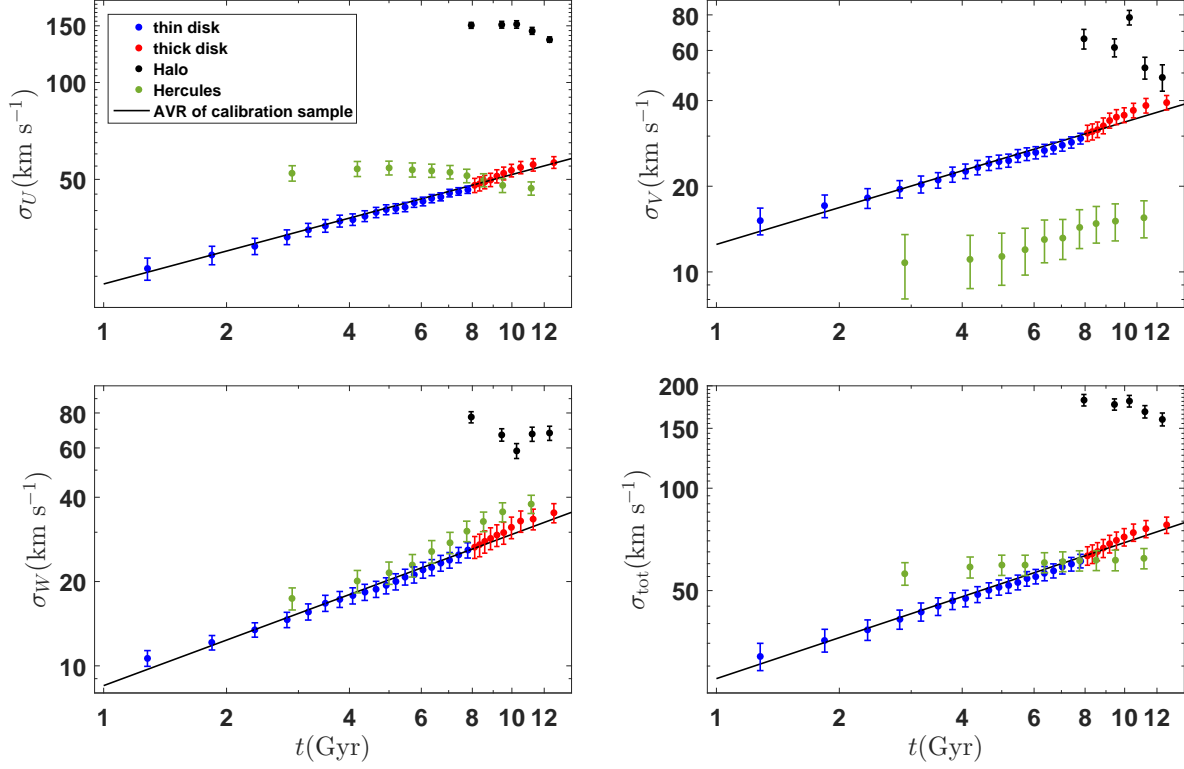 thin disk
thick disk
Halo
Hercules
AVR of calibration sample
150
100
50
σU(km s−1)
1 2 4 6 8 10 12
80
60
40
20
10
σV(km s−1)
1 2 4 6 8 10 12
80
60
40
20
10
σW(km s−1)
1 2 4 6 8 10 12
t(Gyr)
200
150
100
50
σtot(km s−1)
1 2 4 6 8 10 12
t(Gyr)